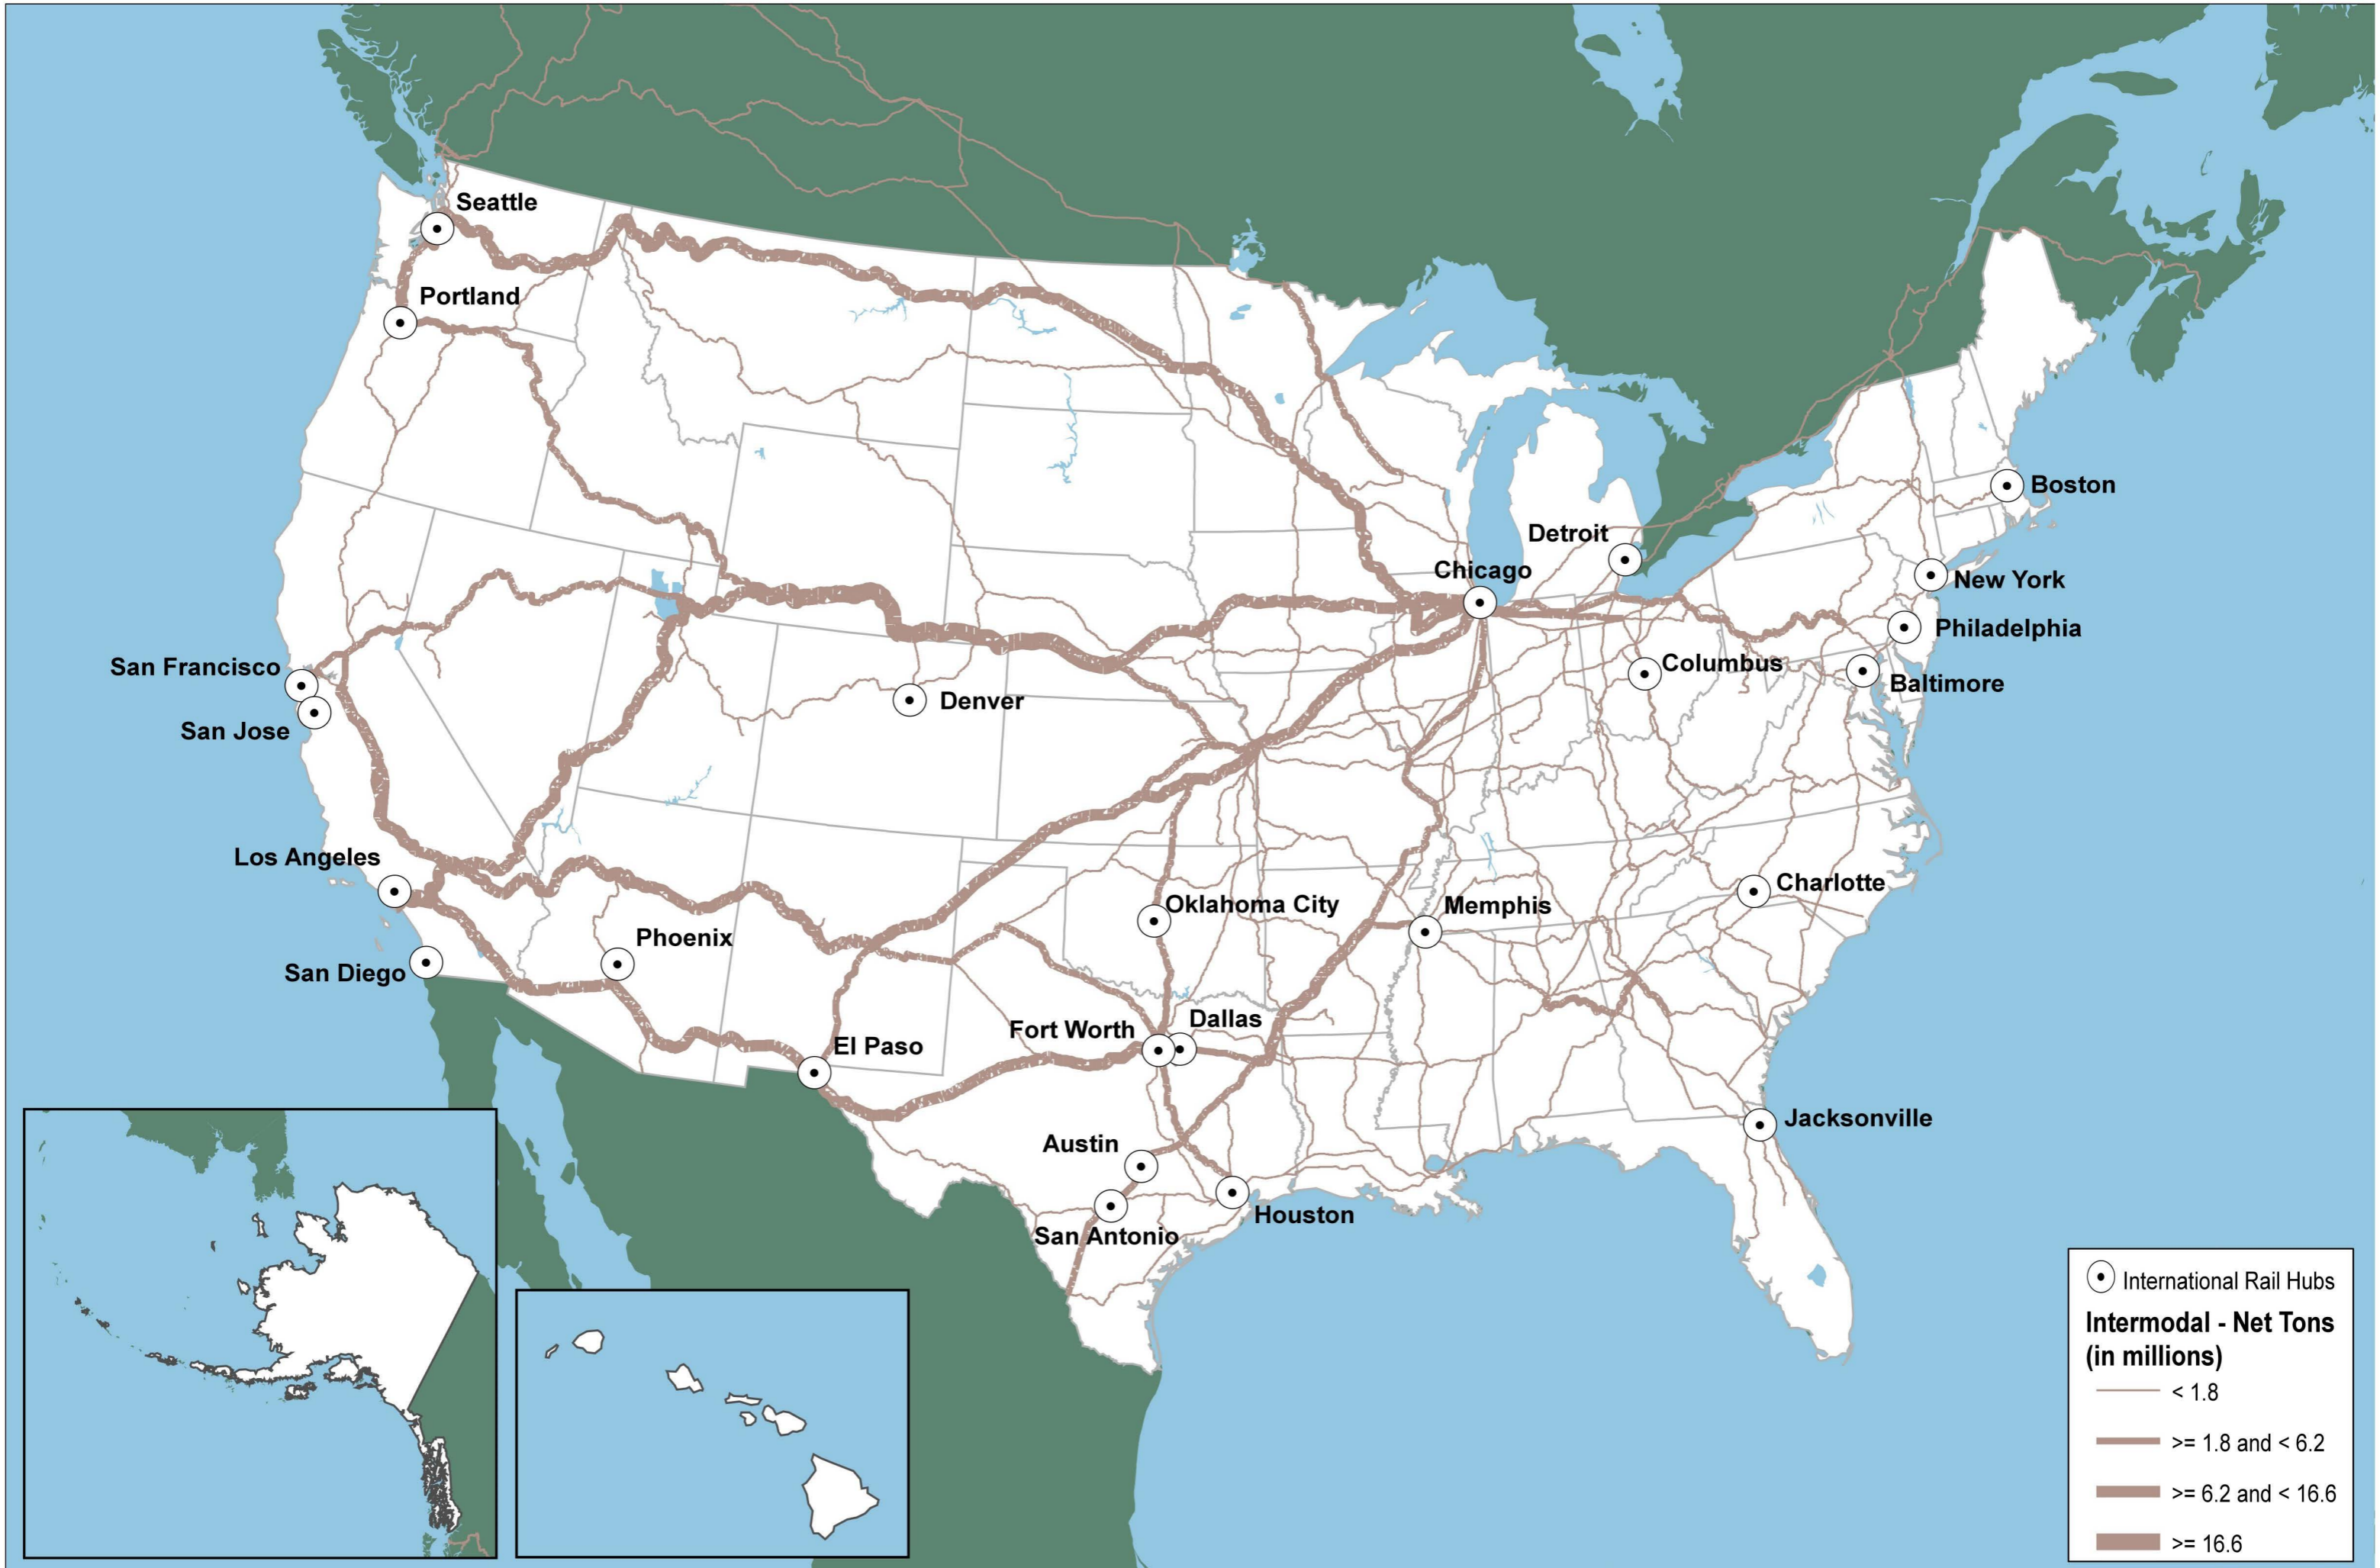 Seattle
Portland
Boston
Detroit
Chicago
New York
Philadelphia
San Francisco
Columbus
Baltimore
Denver
San Jose
Los Angeles
Charlotte
Oklahoma City
Memphis
Phoenix
San Diego
Dallas
Fort Worth
El Paso
Jacksonville
Austin
Houston
San Antonio
International Rail Hubs
Intermodal - Net Tons
(in millions)
< 1.8
>= 1.8 and < 6.2
>= 6.2 and < 16.6
>= 16.6